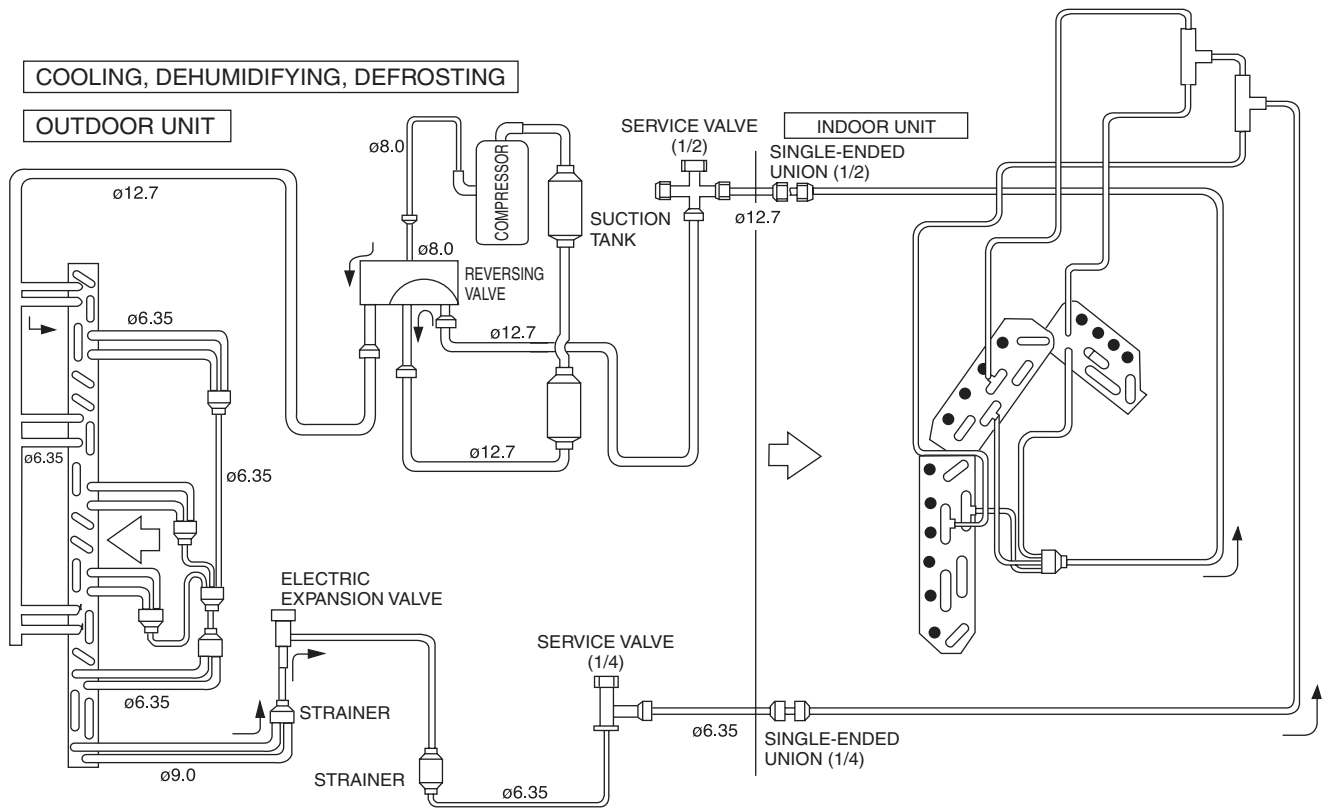 COOLING, DEHUMIDIFYING, DEFROSTING
OUTDOOR UNIT
ø12.7
ø8.0
COMPRESSOR
SUCTION
TANK
SERVICE VALVE
(1/2)
INDOOR UNIT
SINGLE-ENDED
UNION (1/2)
ø12.7
ø8.0
REVERSING
VALVE
ø12.7
ø6.35
ø12.7
ø6.35
ø6.35
ELECTRIC
EXPANSION VALVE
SERVICE VALVE
(1/4)
ø6.35
STRAINER
ø6.35
SINGLE-ENDED
UNION (1/4)
ø9.0
STRAINER
ø6.35